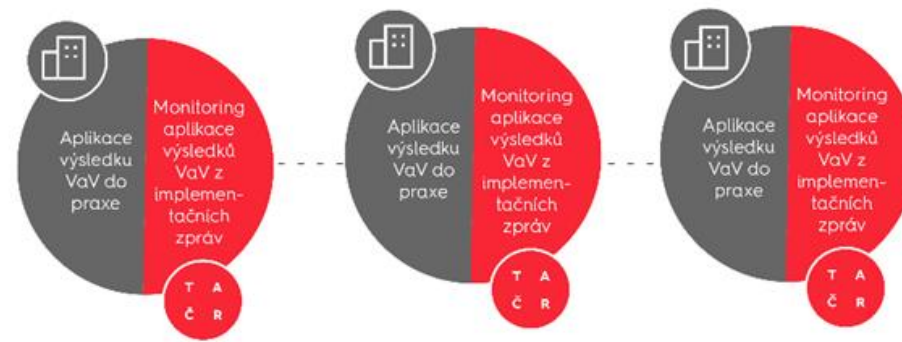 Aplikace
výsledku
VaV do
praxe
Monitoring
aplikace
výsledků
VaV z
implemen-
tačních
zpráv
T A
Č R
Aplikace
výsledku
VaV do
praxe
Monitoring
aplikace
výsledků
VaV z
implemen-
tačních
zpráv
T A
Č R
Aplikace
výsledku
VaV do
praxe
Monitoring
aplikace
výsledků
VaV z
implemen-
tačních
zpráv
T A
Č R